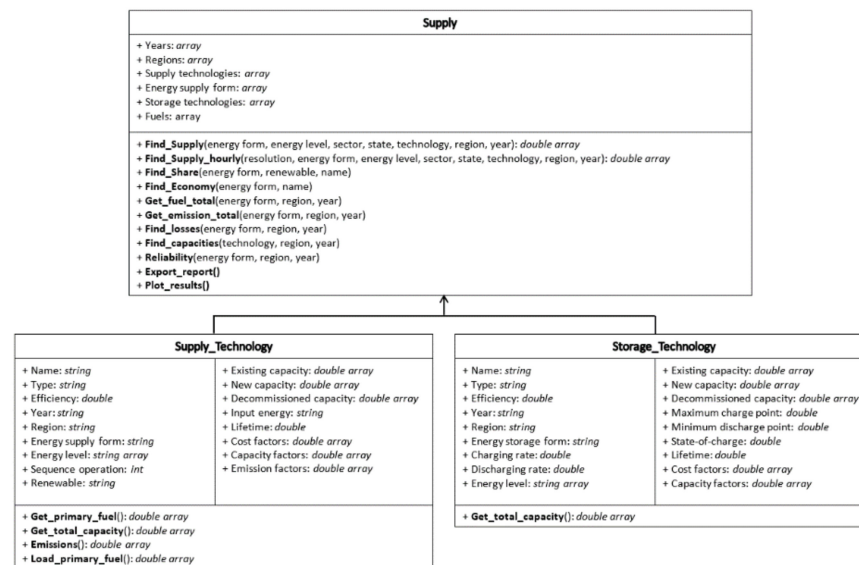 Supply
+ Years: array
+ Regions: array
+ Supply technologies: array
+ Energy supply form: array
+ Storage technologies: array
+ Fuels: array
+ Find_Supply(energy form, energy level, sector, state, technology, region, year): double array
+ Find_Supply_hourly(resolution, energy form, energy level, sector, state, technology, region, year): double array
+ Find_Share(energy form, renewable, name)
+ Find_Economy(energy form, name)
+ Get_fuel_total(energy form, region, year)
+ Get_emission_total(energy form, region, year)
+ Find_losses(energy form, region, year)
+ Find_capacities(technology, region, year)
+ Reliability(energy form, region, year)
+ Export_report()
+ Plot_results()
Supply_Technology
+ Name: string
+ Type: string
+ Efficiency: double
+ Year: string
+ Region: string
+ Energy supply form: string
+ Energy level: string array
+ Sequence operation: int
+ Renewable: string
+ Existing capacity: double array
+ New capacity: double array
+ Decommissioned capacity: double array
+ Input energy: string
+ Lifetime: double
+ Cost factors: double array
+ Capacity factors: double array
+ Emission factors: double array
+ Get_primary_fuel(): double array
+ Get_total_capacity(): double array
+ Emissions(): double array
+ Load_primary_fuel(): double array
Storage_Technology
+ Name: string
+ Type: string
+ Efficiency: double
+ Year: string
+ Region: string
+ Energy storage form: string
+ Charging rate: double
+ Discharging rate: double
+ Energy level: string array
+ Existing capacity: double array
+ New capacity: double array
+ Decommissioned capacity: double array
+ Maximum charge point: double
+ Minimum discharge point: double
+ State-of-charge: double
+ Lifetime: double
+ Cost factors: double array
+ Capacity factors: double array
+ Get_total_capacity(): double array